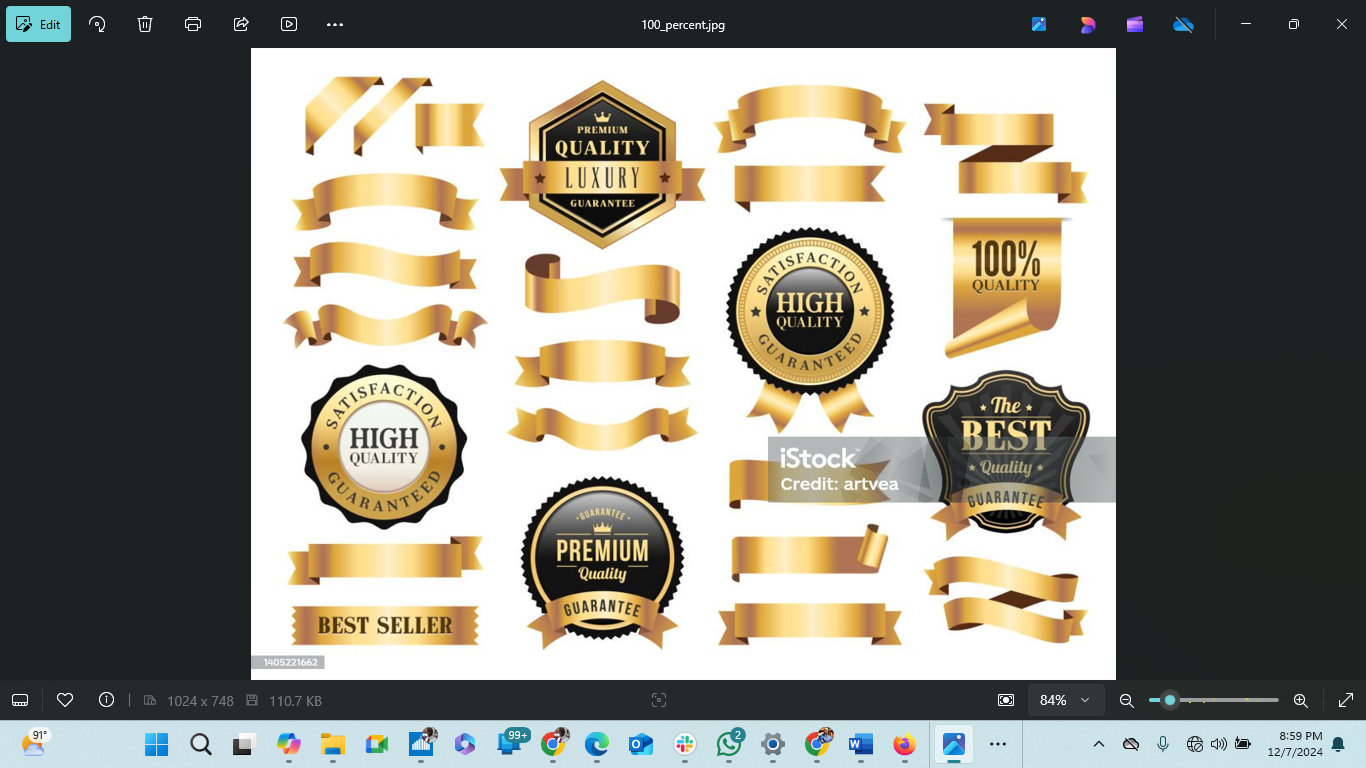 Edit
100_percent.jpg
PREMIUM
QUALITY
LUXURY
GUARANTEE
100%
QUALITY
SATISFACTION
HIGH
QUALITY
GUARANTEED
SATISFACTION
HIGH
QUALITY
GUARANTEED
The
BEST
Quality
GUARANTEE
iStock™
Credit: artvea
GUARANTEE
PREMIUM
Quality
GUARANTEE
BEST SELLER
1405221662
1024 x 748
110.7 KB
84%
91°
99+
2
8:59 PM
12/7/2024